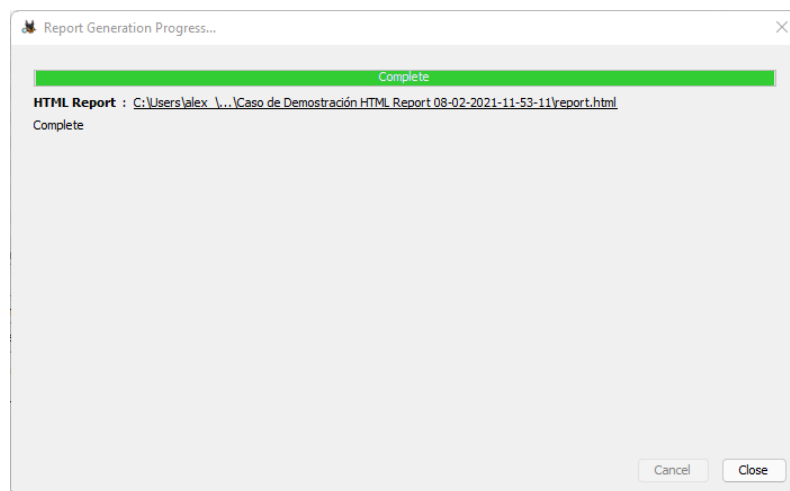 Report Generation Progress...
Complete
HTML Report : C:\Users\alex_\...\Caso de Demostración HTML Report 08-02-2021-11-53-11\report.html
Complete
Cancel Close